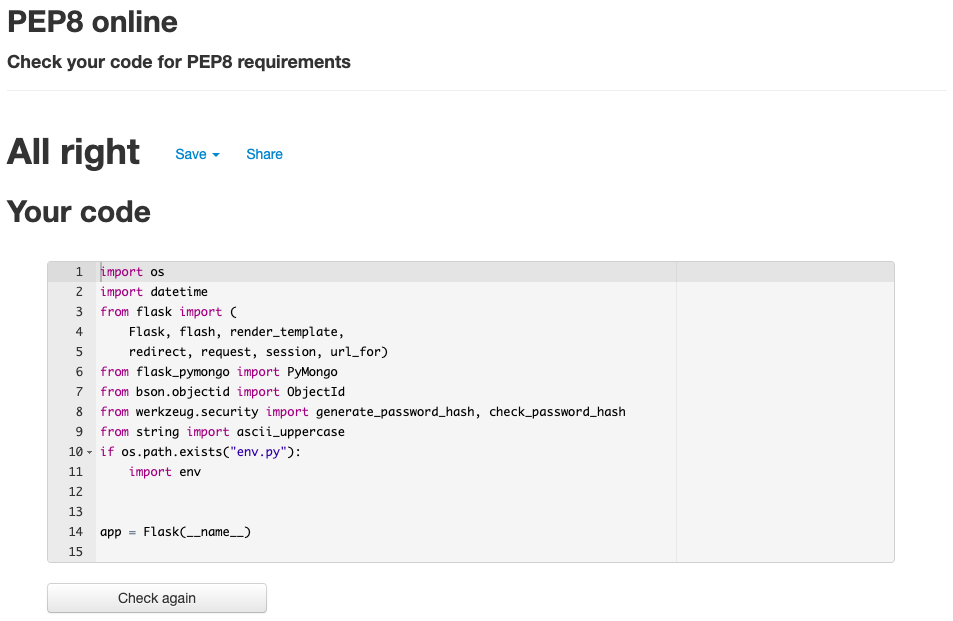 PEP8 online
Check your code for PEP8 requirements
All right Save Share
Your code
1 import os
2 import datetime
3 from flask import (
4     Flask, flash, render_template,
5     redirect, request, session, url_for)
6 from flask_pymongo import PyMongo
7 from bson.objectid import ObjectId
8 from werkzeug.security import generate_password_hash, check_password_hash
9 from string import ascii_uppercase
10 if os.path.exists("env.py"):
11     import env
12
13
14 app = Flask(__name__)
15
Check again